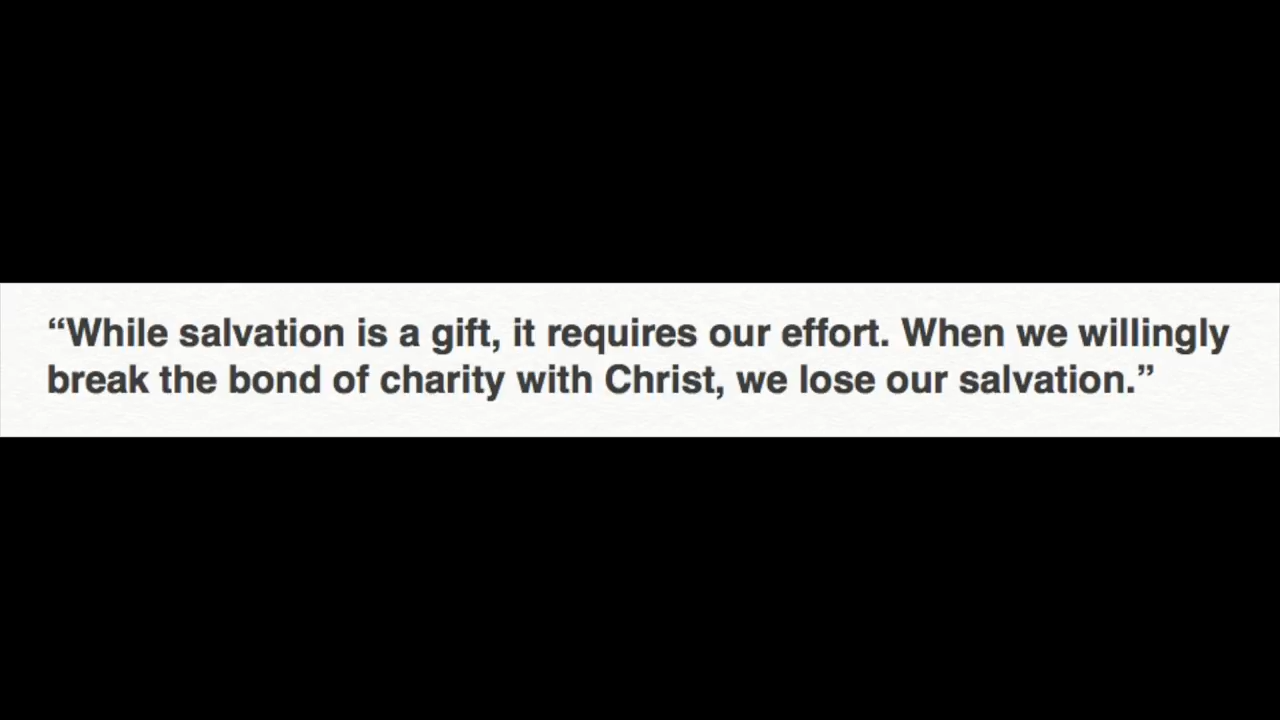 “While salvation is a gift, it requires our effort. When we willingly
break the bond of charity with Christ, we lose our salvation.”